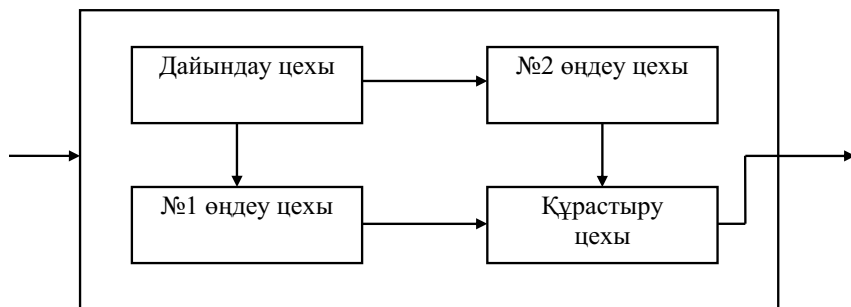 Дайындау цехы
№2 өңдеу цехы
№1 өңдеу цехы
Құрастыру
цехы